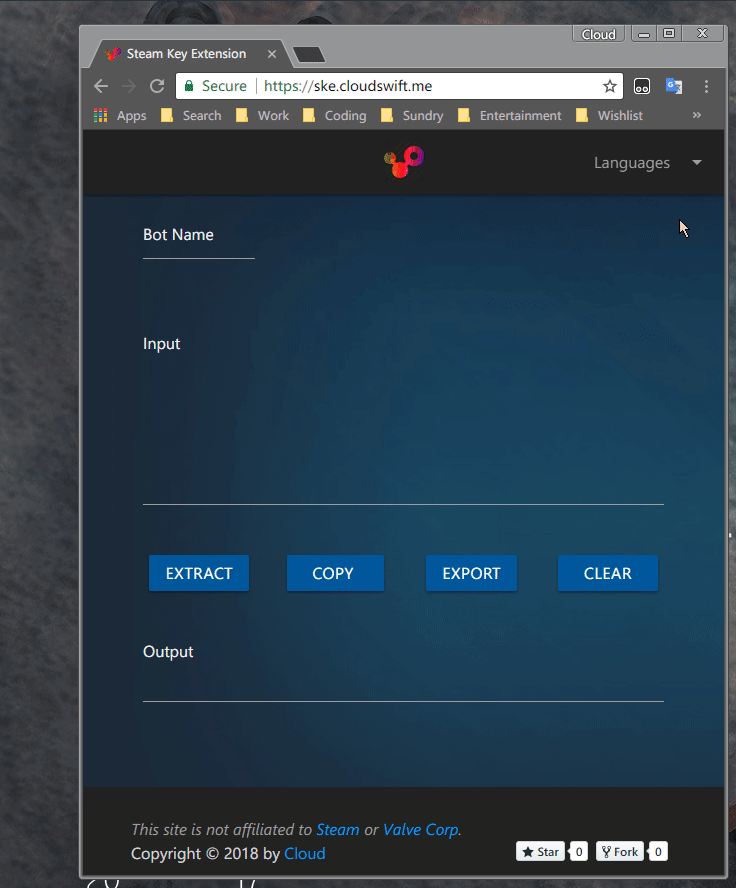 Cloud
Steam Key Extension
Secure https://ske.cloudswift.me
Apps Search Work Coding Sundry Entertainment Wishlist »
Languages
Bot Name
Input
EXTRACT COPY EXPORT CLEAR
Output
This site is not affiliated to Steam or Valve Corp.
Copyright © 2018 by Cloud
Star 0 Fork 0